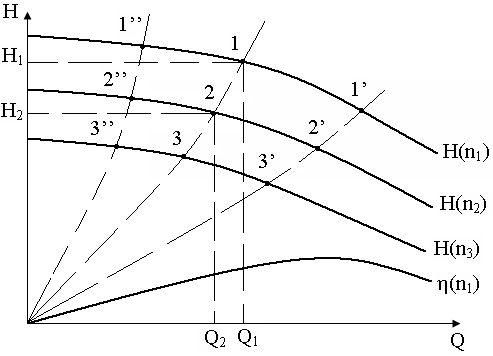 H
1’’
1
H₁
2’’
1’
2
H₂
2’
3’’
3
3’
H(n₁)
H(n₂)
H(n₃)
η(n₁)
Q₂
Q₁
Q